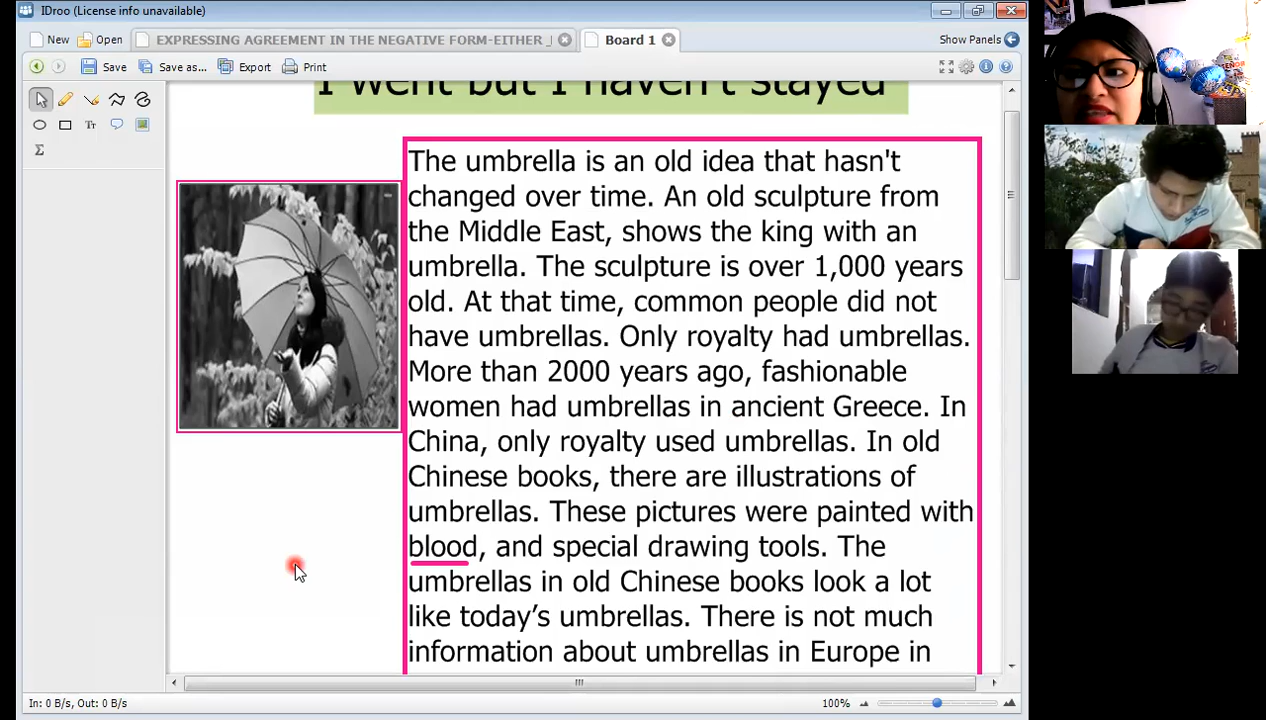 IDroo (License info unavailable)
New Open EXPRESSING AGREEMENT IN THE NEGATIVE FORM-EITHER_ Board 1 Show Panels
Save Save as... Export Print
I went but I haven't stayed
Tт
The umbrella is an old idea that hasn't
changed over time. An old sculpture from
the Middle East, shows the king with an
umbrella. The sculpture is over 1,000 years
old. At that time, common people did not
have umbrellas. Only royalty had umbrellas.
More than 2000 years ago, fashionable
women had umbrellas in ancient Greece. In
China, only royalty used umbrellas. In old
Chinese books, there are illustrations of
umbrellas. These pictures were painted with
blood, and special drawing tools. The
umbrellas in old Chinese books look a lot
like today's umbrellas. There is not much
information about umbrellas in Europe in
In: 0 B/s, Out: 0 B/s 100%